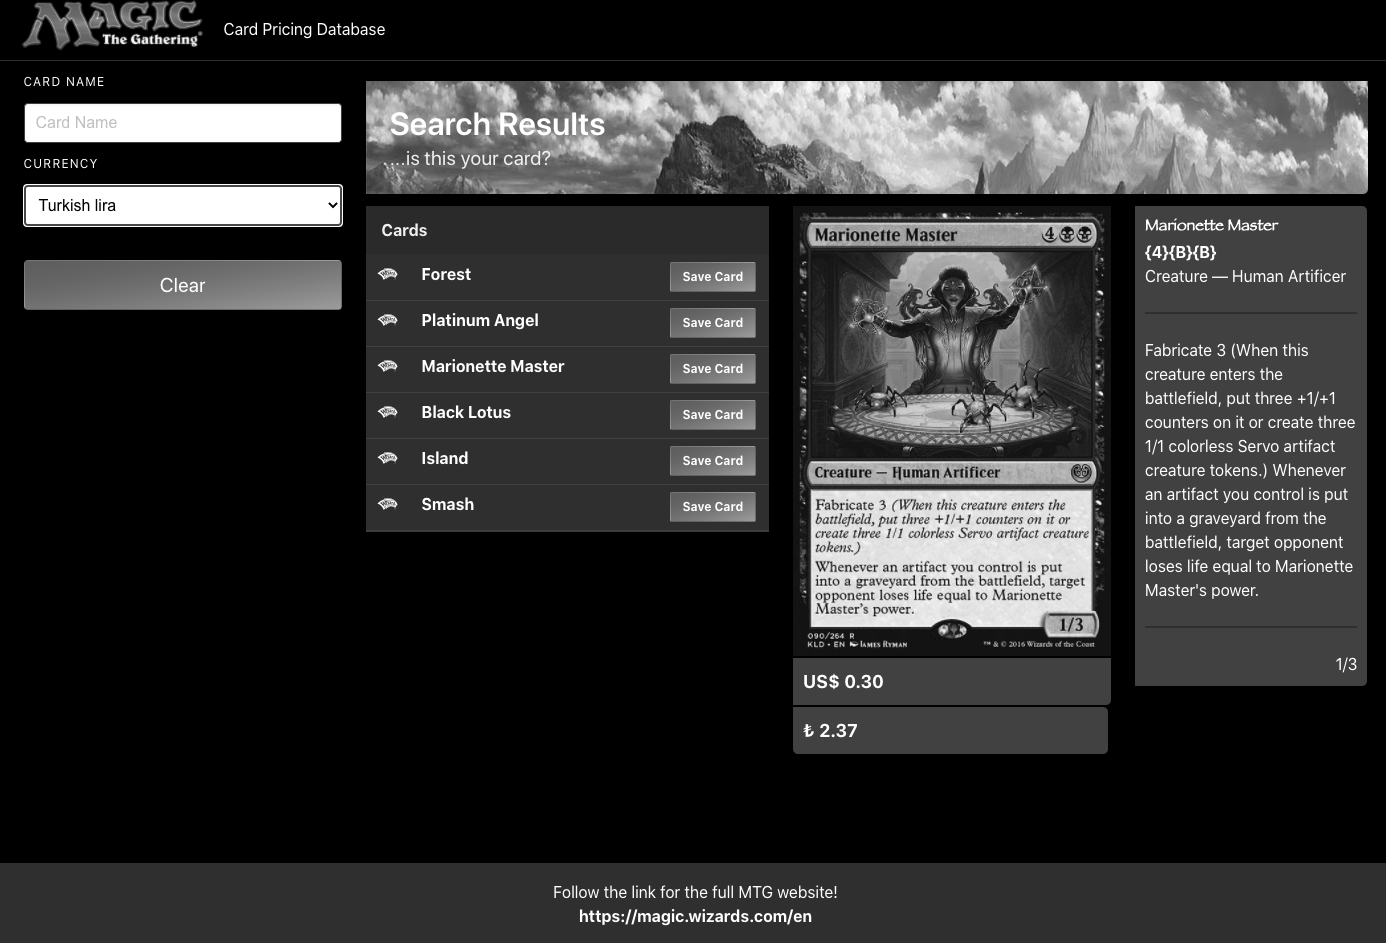 MAGIC
The Gathering
Card Pricing Database
CARD NAME
Card Name
CURRENCY
Turkish lira
Clear
Search Results
....is this your card?
Cards
Forest
Save Card
Platinum Angel
Save Card
Marionette Master
Save Card
Black Lotus
Save Card
Island
Save Card
Smash
Save Card
Marionette Master 4
Creature — Human Artificer
Fabricate 3 (When this creature enters the
battlefield, put three +1/+1 counters on it or
create three 1/1 colorless Servo artifact creature
tokens.)
Whenever an artifact you control is put
into a graveyard from the battlefield, target
opponent loses life equal to Marionette
Master's power.
1/3
090/264 R
KLD • EN James Ryman
™ & © 2016 Wizards of the Coast
US$ 0.30
₺ 2.37
Marionette Master
{4}{B}{B}
Creature — Human Artificer
Fabricate 3 (When this
creature enters the
battlefield, put three +1/+1
counters on it or create three
1/1 colorless Servo artifact
creature tokens.) Whenever
an artifact you control is put
into a graveyard from the
battlefield, target opponent
loses life equal to Marionette
Master's power.
1/3
Follow the link for the full MTG website!
https://magic.wizards.com/en